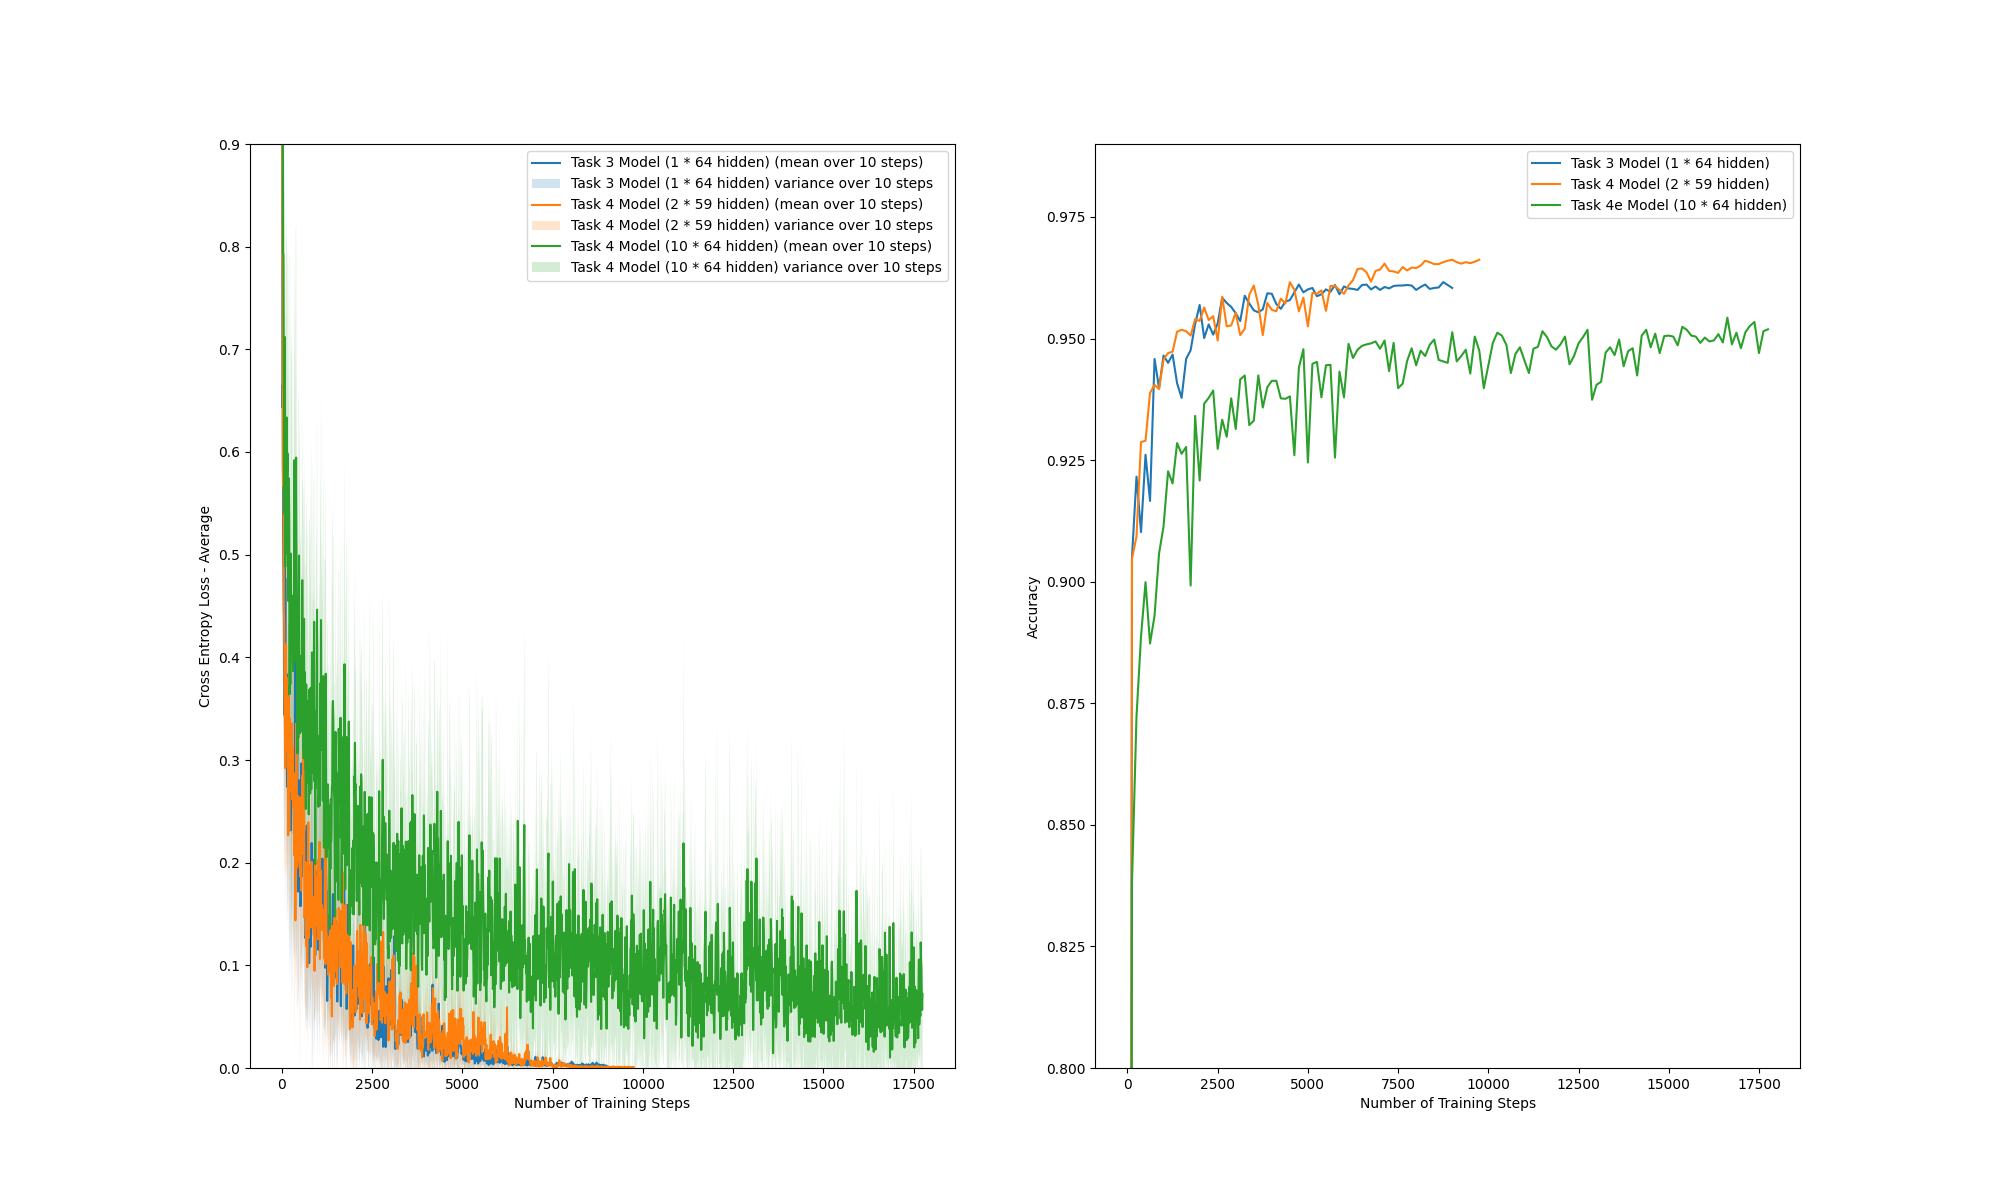 0.9
0.8
0.7
0.6
0.5
0.4
0.3
0.2
0.1
0.0
Cross Entropy Loss - Average
Task 3 Model (1 * 64 hidden) (mean over 10 steps)
Task 3 Model (1 * 64 hidden) variance over 10 steps
Task 4 Model (2 * 59 hidden) (mean over 10 steps)
Task 4 Model (2 * 59 hidden) variance over 10 steps
Task 4 Model (10 * 64 hidden) (mean over 10 steps)
Task 4 Model (10 * 64 hidden) variance over 10 steps
0 2500 5000 7500 10000 12500 15000 17500
Number of Training Steps
0.975
0.950
0.925
0.900
0.875
0.850
0.825
0.800
Accuracy
Task 3 Model (1 * 64 hidden)
Task 4 Model (2 * 59 hidden)
Task 4e Model (10 * 64 hidden)
0 2500 5000 7500 10000 12500 15000 17500
Number of Training Steps